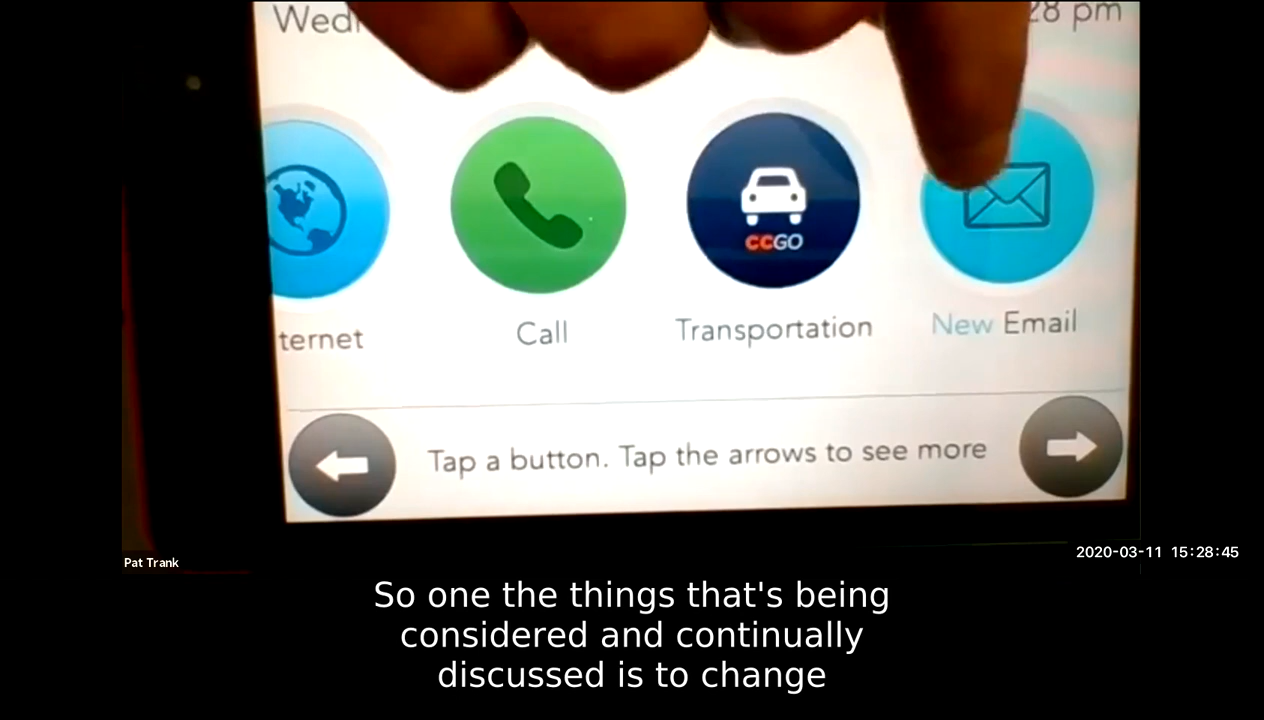 Wed
28 pm
CCGO
ternet
Call
Transportation
New Email
Tap a button. Tap the arrows to see more
Pat Trank
2020-03-11 15:28:45
So one the things that's being
considered and continually
discussed is to change